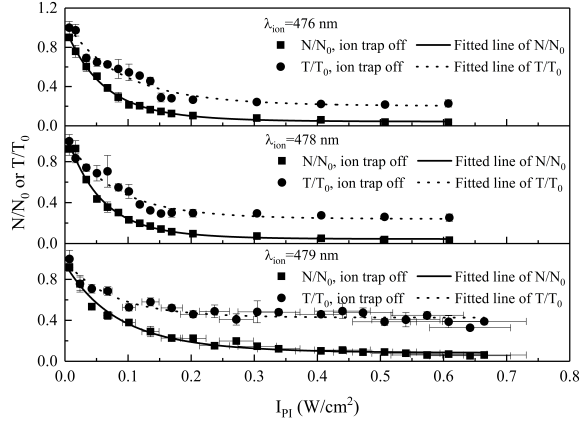 1.2
λion=476 nm
N/N0, ion trap off Fitted line of N/N0
T/T0, ion trap off Fitted line of T/T0
0.8
0.4
0.0
λion=478 nm
N/N0, ion trap off Fitted line of N/N0
T/T0, ion trap off Fitted line of T/T0
0.8
0.4
0.0
λion=479 nm
N/N0, ion trap off Fitted line of N/N0
T/T0, ion trap off Fitted line of T/T0
0.8
0.4
0.0
N/N0 or T/T0
0.0 0.1 0.2 0.3 0.4 0.5 0.6 0.7 0.8
IPI (W/cm²)